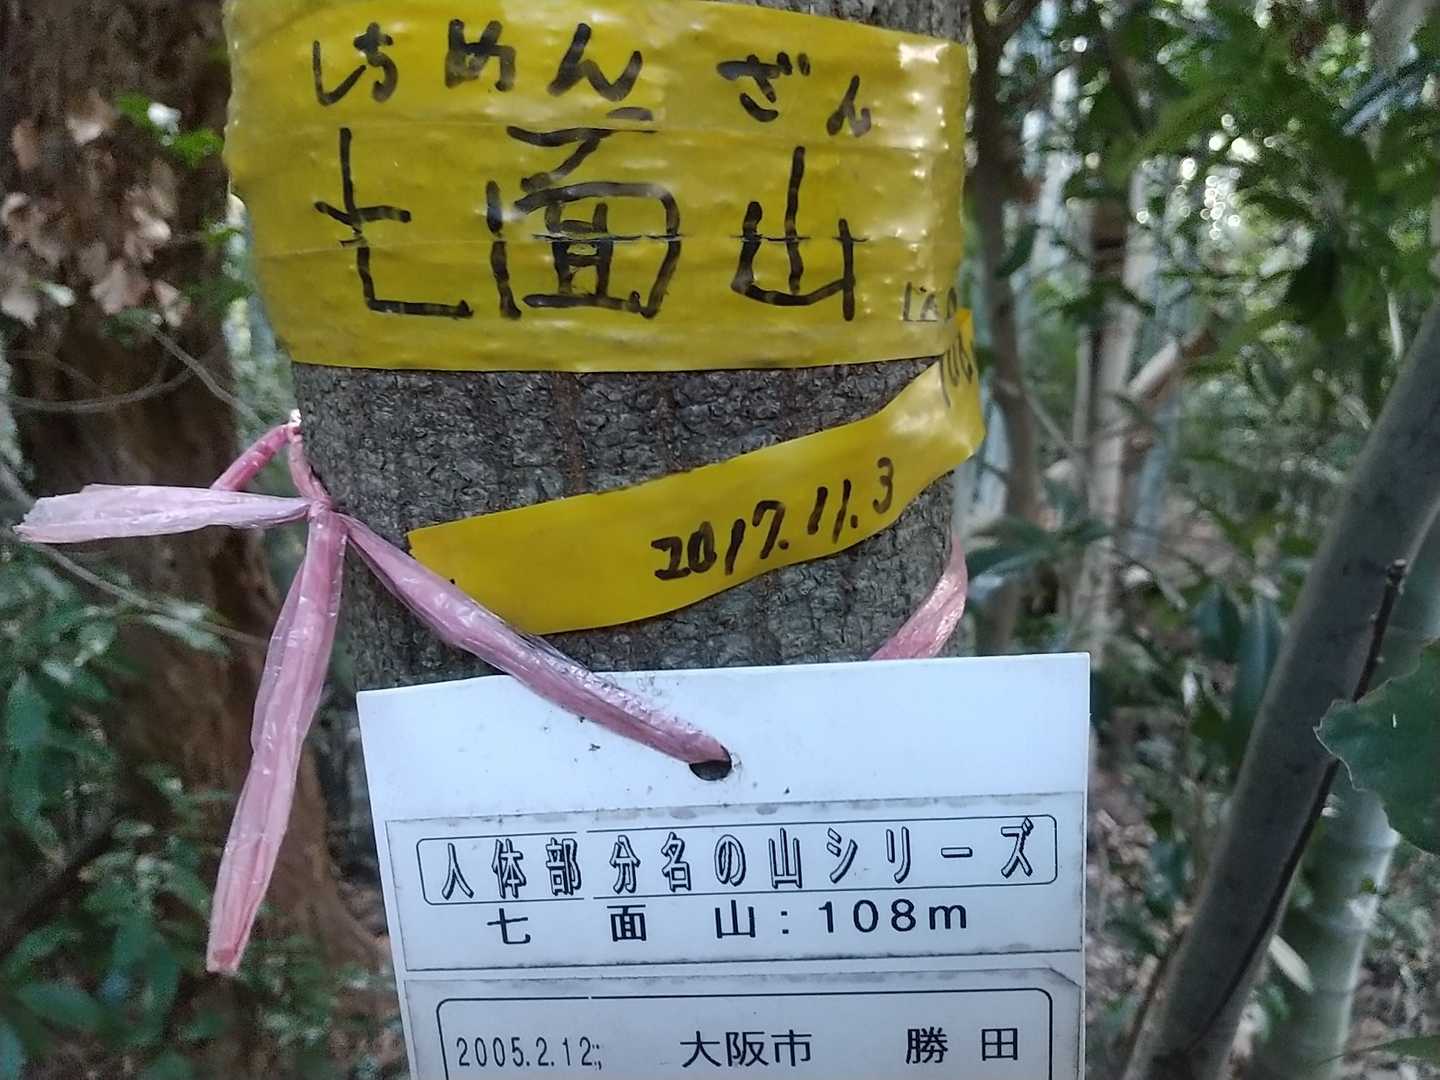 しちめんざん
七面山
2017.11.3
人体部分名の山シリーズ
七面山:108m
2005.2.12; 大阪市 勝田